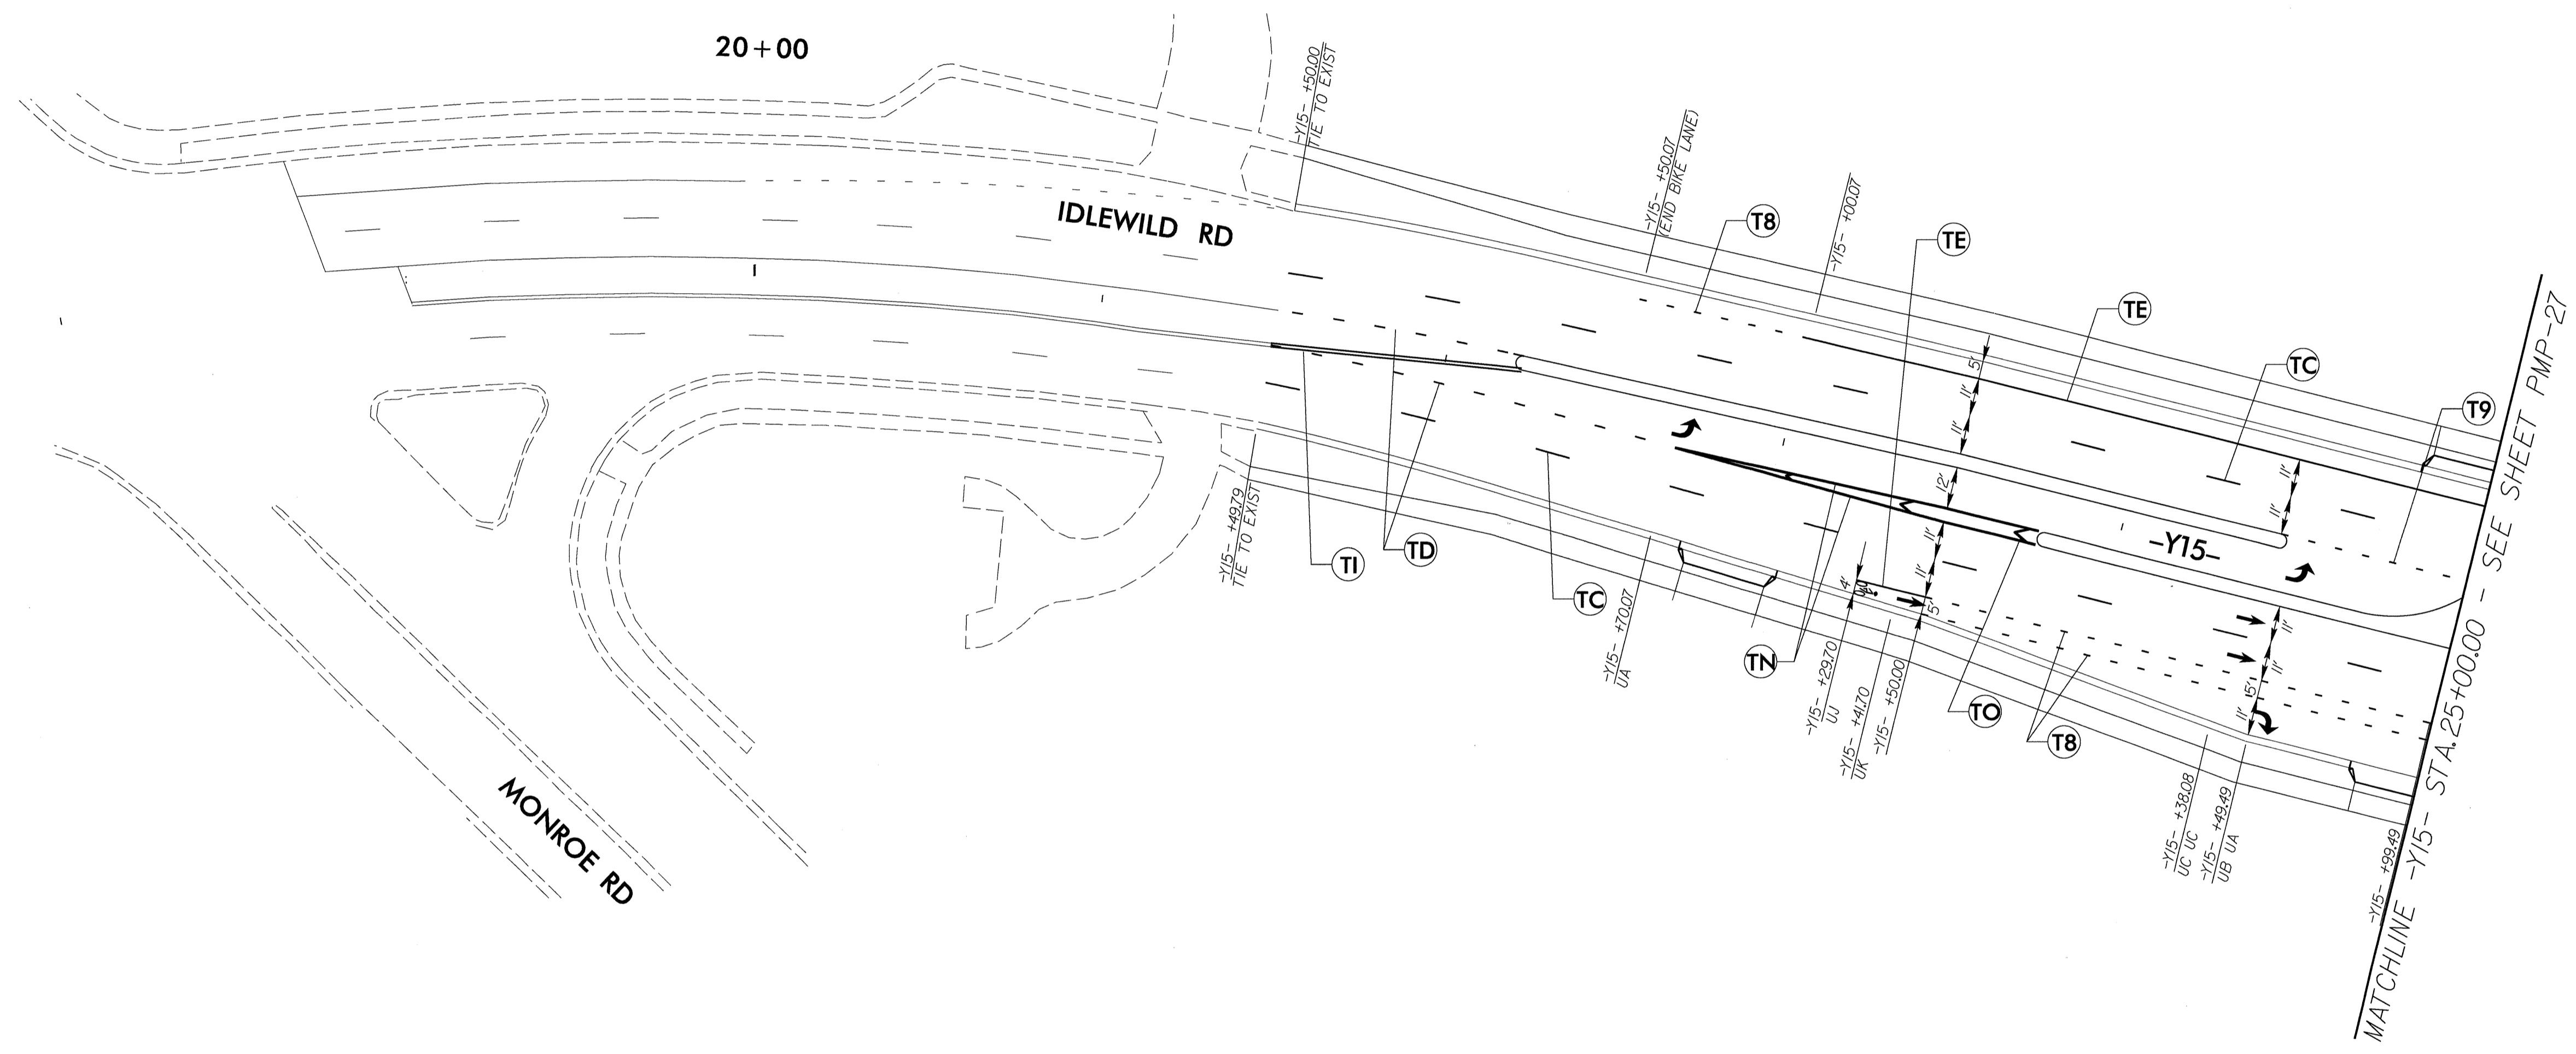 20+00
-Y15- +50.00
TIE TO EXIST
-Y15- +50.07
(END BIKE LANE)
-Y15- +00.07
T8
TE
IDLEWILD RD
TE
TC
T9
5'
11'
11'
12'
11'
11'
5'
4'
11'
11'
-Y15-
11'
11'
5'
11'
-Y15- +49.79
TIE TO EXIST
TI
TD
TC
TN
TO
T8
-Y15- +70.07
UA
-Y15- +29.70
UJ
-Y15- +41.70
UK
-Y15- +50.00
-Y15- +38.08
UC UC
-Y15- +49.49
UB UA
-Y15- +99.49
MONROE RD
MATCHLINE -Y15- STA. 25+00.00 - SEE SHEET PMP-27